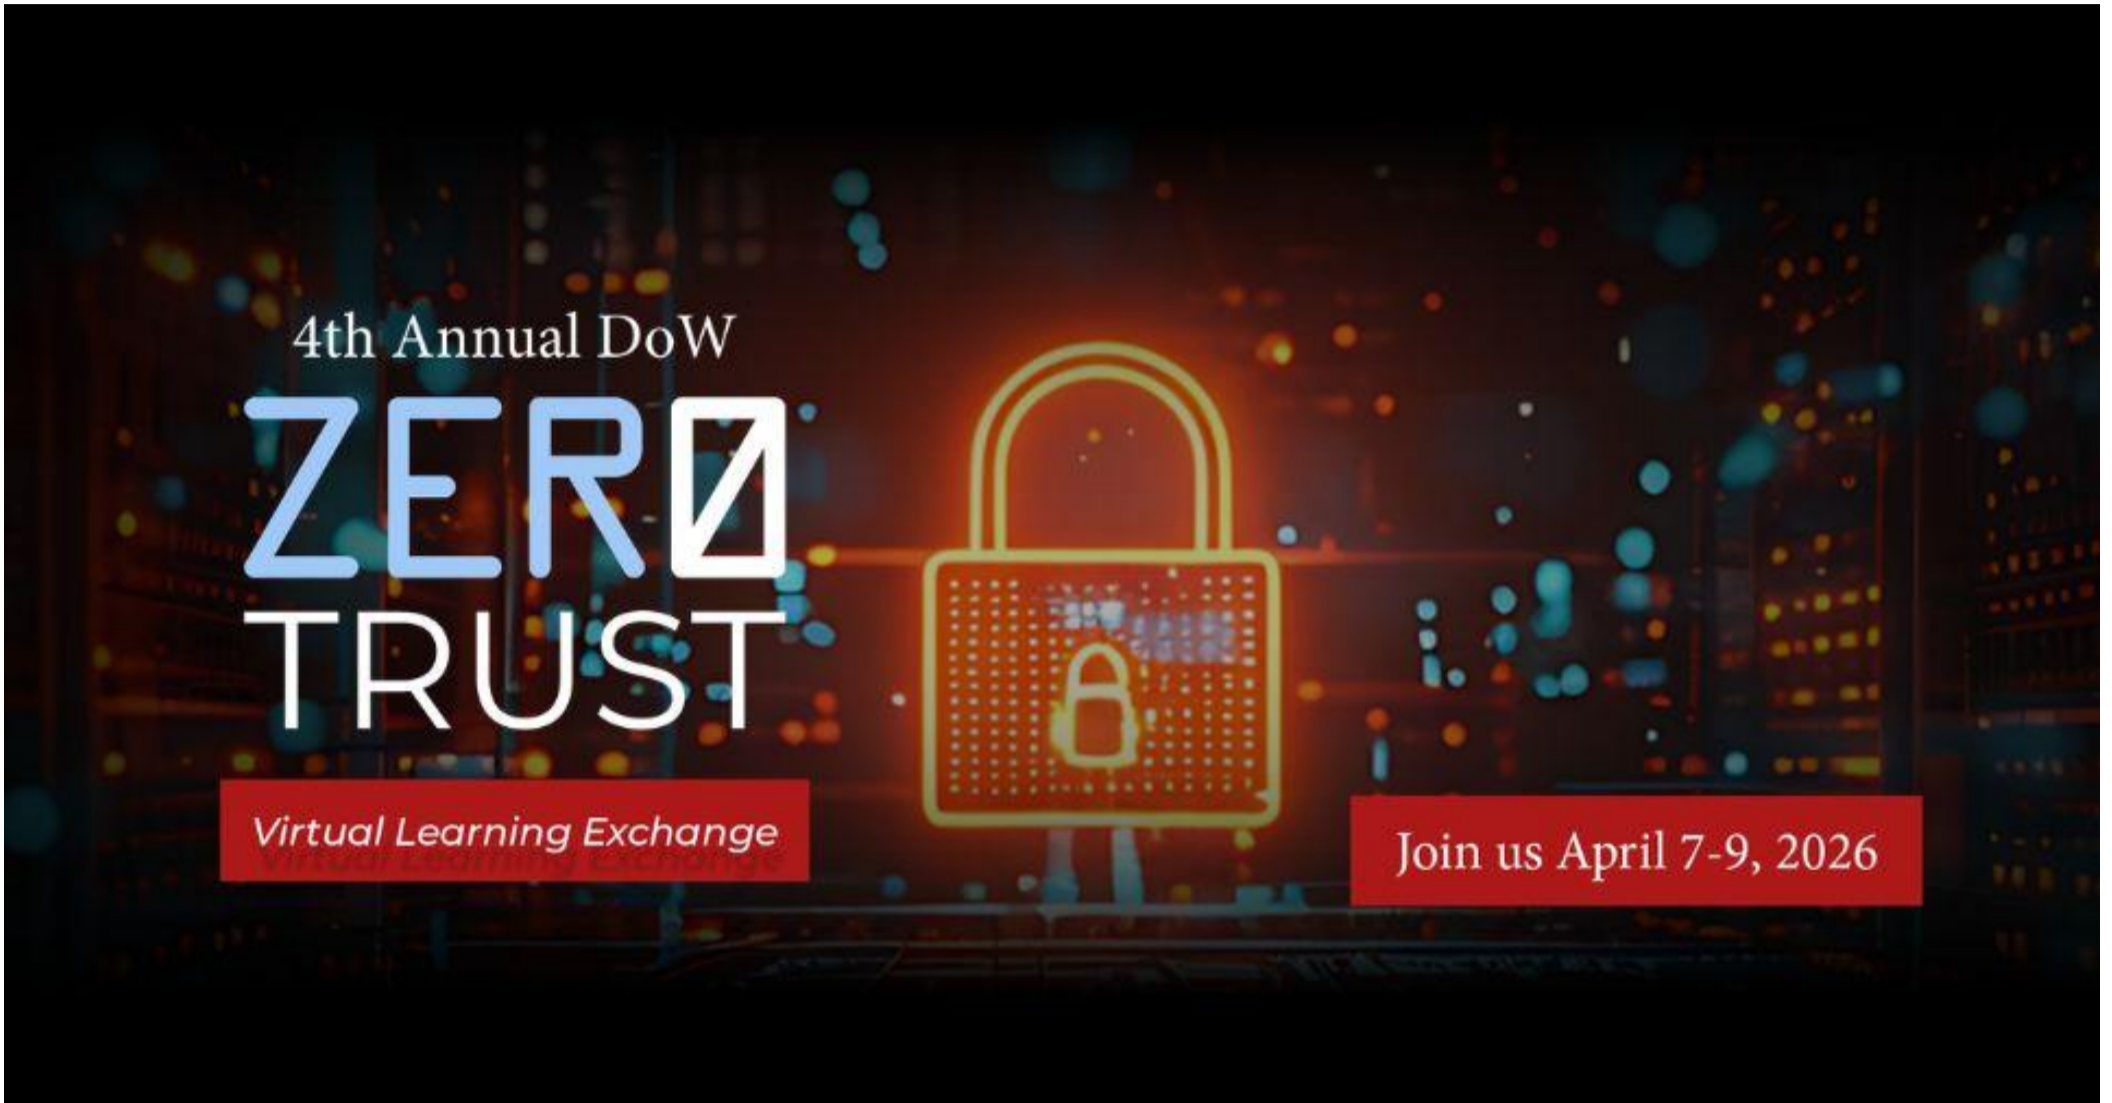 4th Annual DoW
ZER0
TRUST
Virtual Learning Exchange
Join us April 7-9, 2026